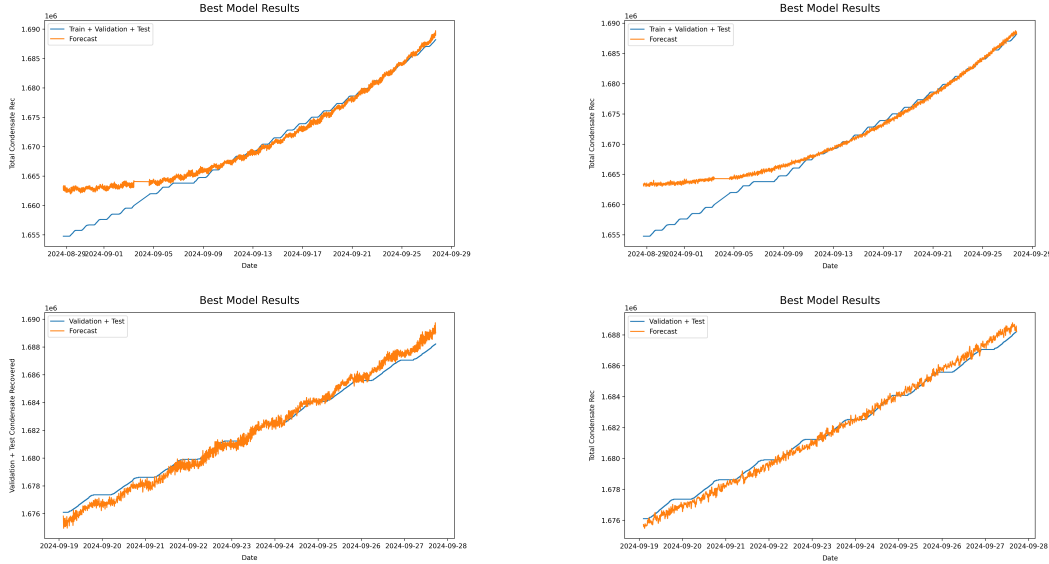 Best Model Results
1e6
Train + Validation + Test
Forecast
1.690
1.685
1.680
1.675
1.670
1.665
1.660
1.655
Total Condensate Rec
2024-08-29 2024-09-01 2024-09-05 2024-09-09 2024-09-13 2024-09-17 2024-09-21 2024-09-25 2024-09-29
Date
Best Model Results
1e6
Train + Validation + Test
Forecast
1.690
1.685
1.680
1.675
1.670
1.665
1.660
1.655
Total Condensate Rec
2024-08-29 2024-09-01 2024-09-05 2024-09-09 2024-09-13 2024-09-17 2024-09-21 2024-09-25 2024-09-29
Date
Best Model Results
1e6
Validation + Test
Forecast
1.690
1.688
1.686
1.684
1.682
1.680
1.678
1.676
Validation + Test Condensate Recovered
2024-09-19 2024-09-20 2024-09-21 2024-09-22 2024-09-23 2024-09-24 2024-09-25 2024-09-26 2024-09-27 2024-09-28
Date
Best Model Results
1e6
Validation + Test
Forecast
1.688
1.686
1.684
1.682
1.680
1.678
1.676
Total Condensate Rec
2024-09-19 2024-09-20 2024-09-21 2024-09-22 2024-09-23 2024-09-24 2024-09-25 2024-09-26 2024-09-27 2024-09-28
Date